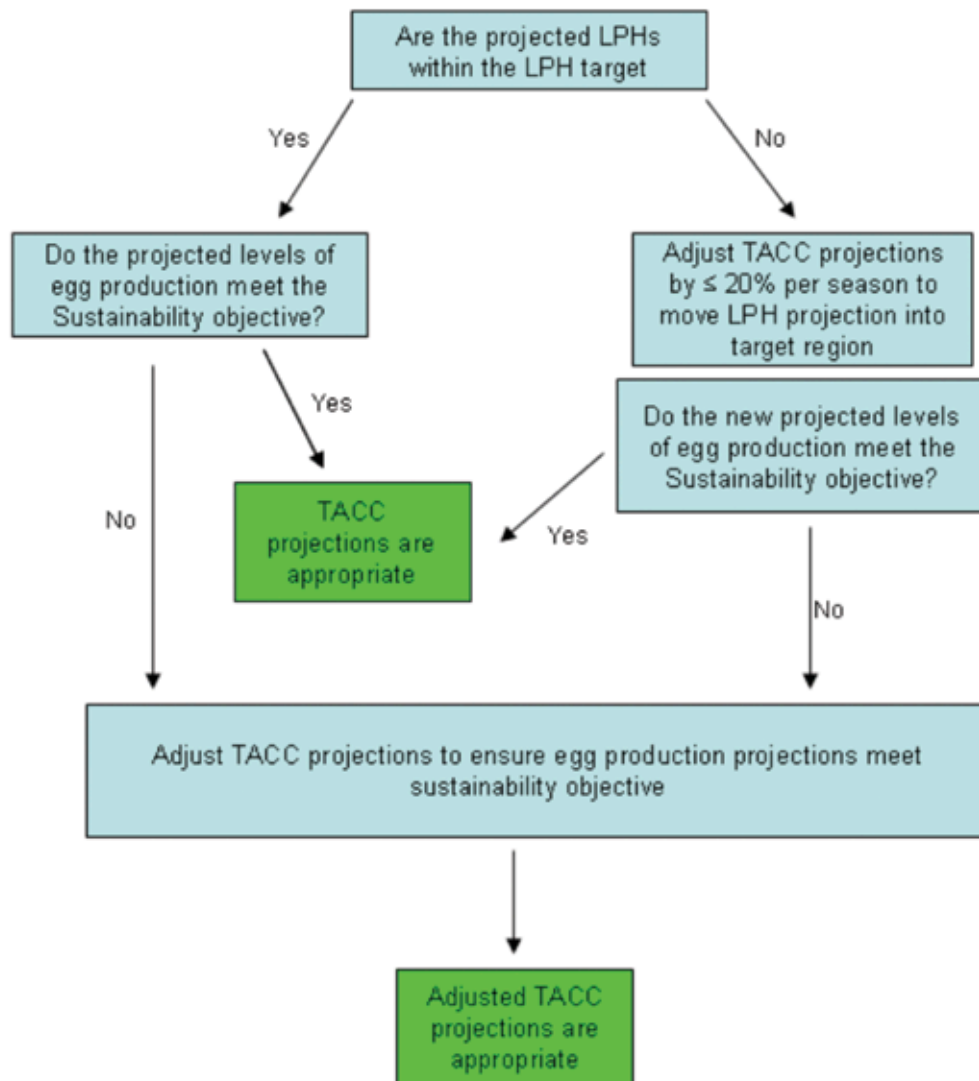 Are the projected LPHs
within the LPH target
Yes
No
Do the projected levels of
egg production meet the
Sustainability objective?
Adjust TACC projections
by ≤ 20% per season to
move LPH projection into
target region
Yes
Do the new projected levels
of egg production meet the
Sustainability objective?
No
TACC
projections are
appropriate
Yes
No
Adjust TACC projections to ensure egg production projections meet
sustainability objective
Adjusted TACC
projections are
appropriate